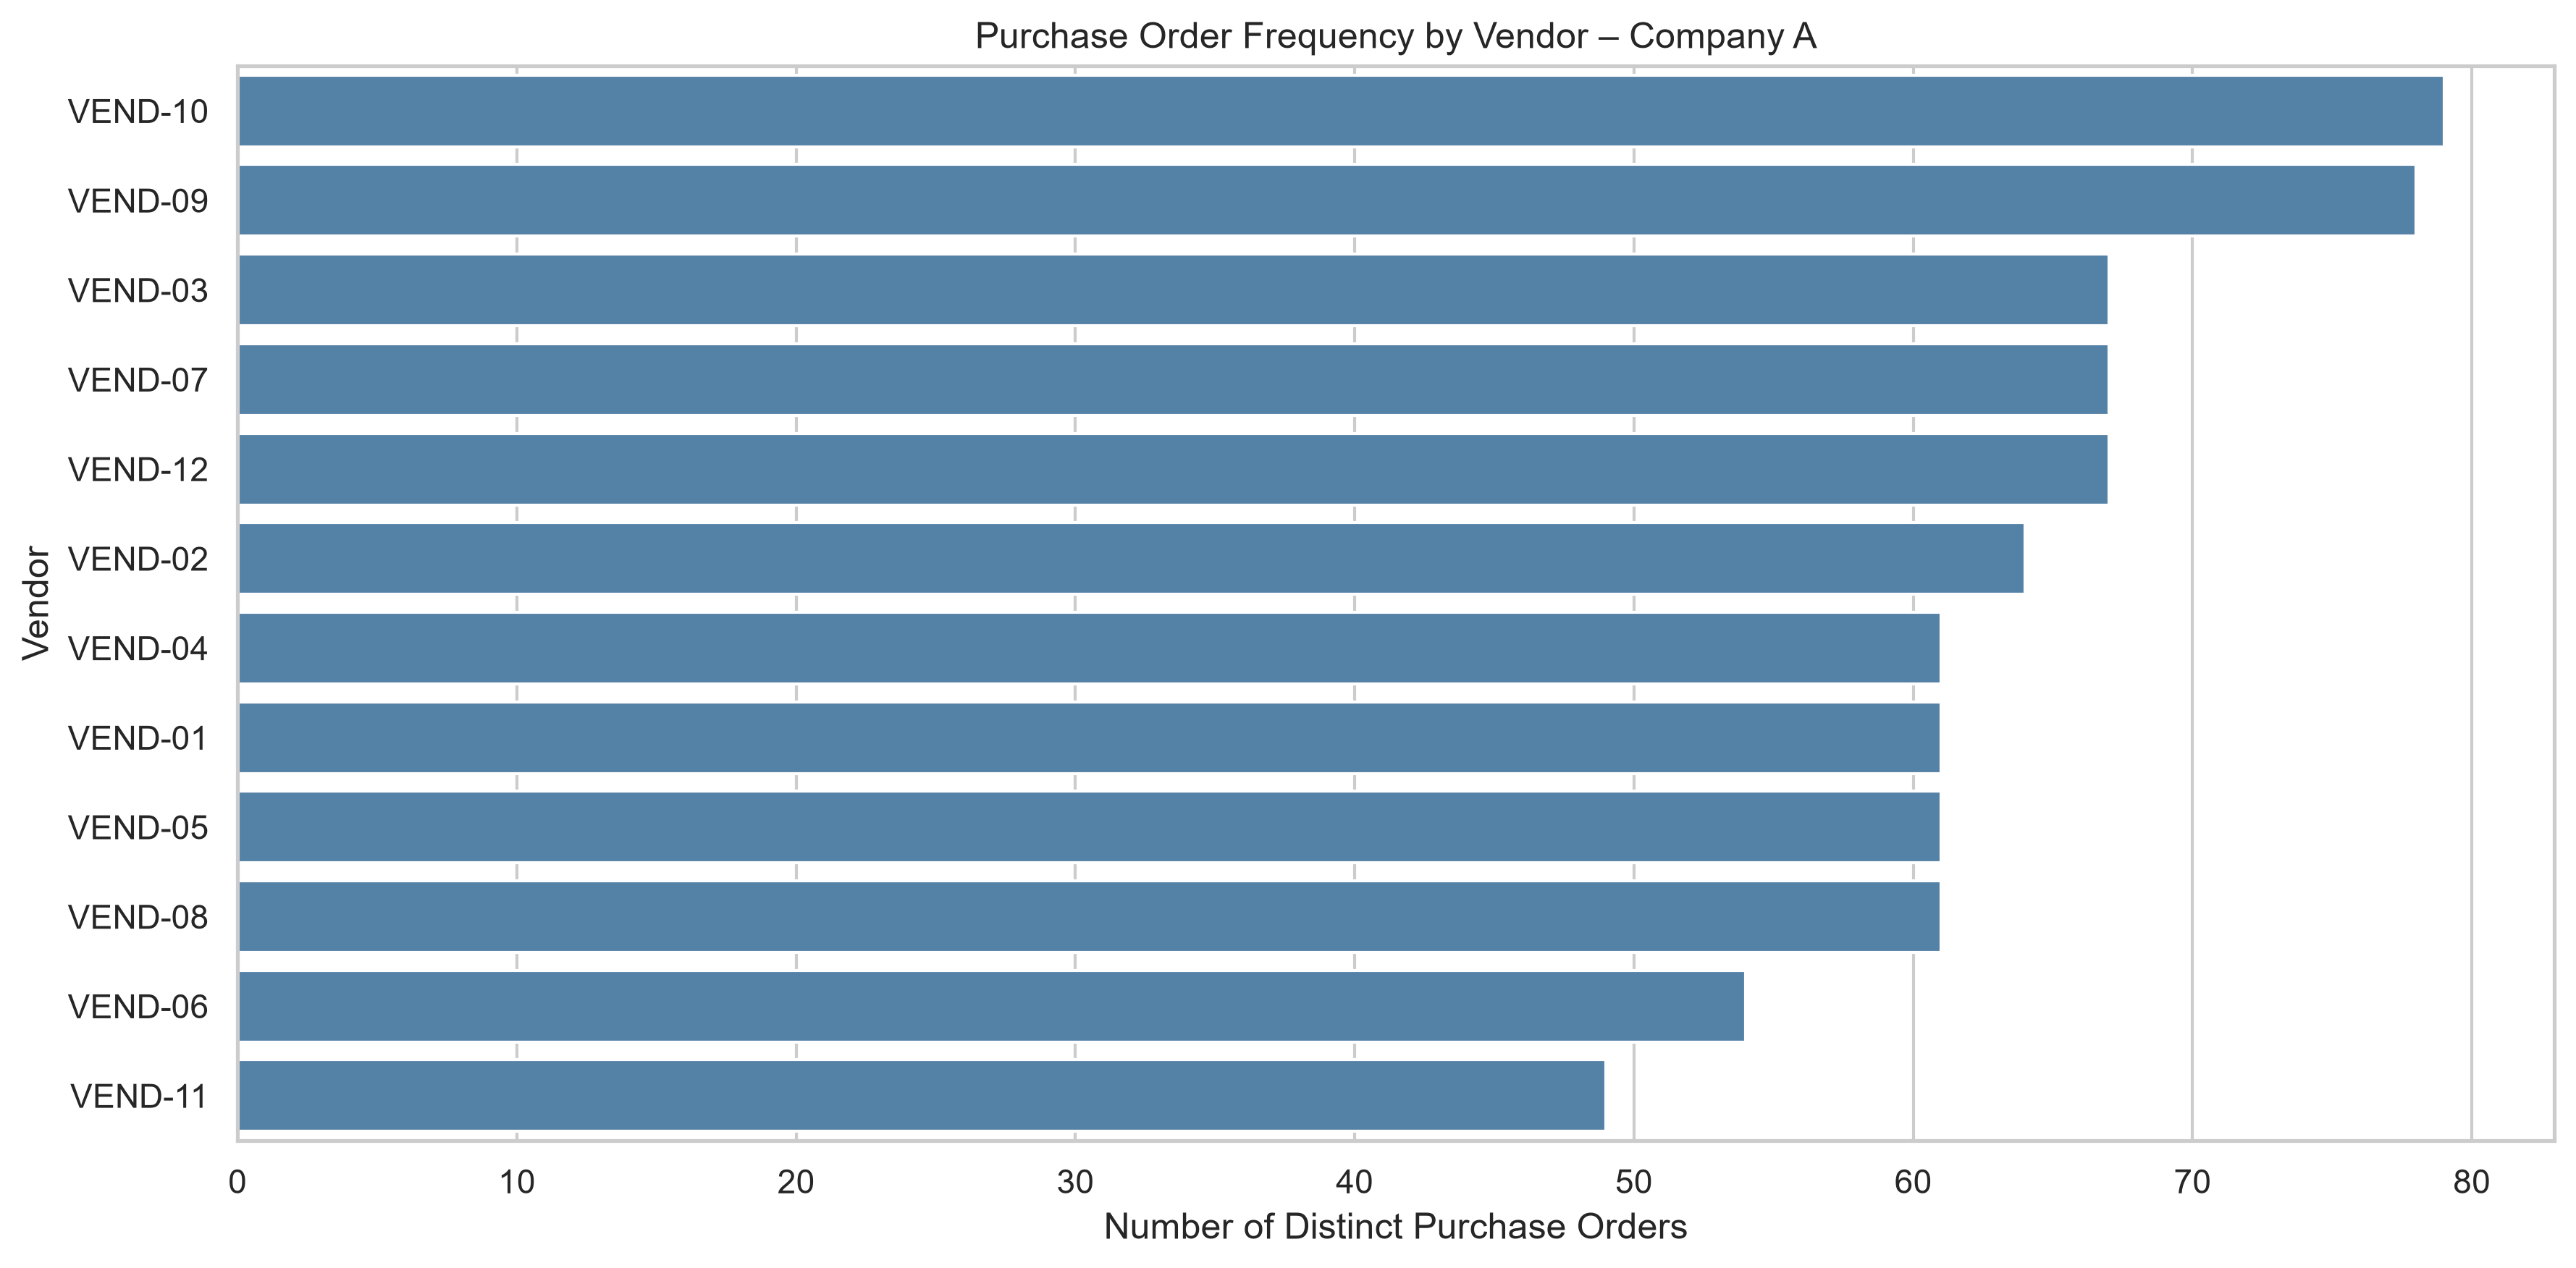 Purchase Order Frequency by Vendor – Company A
VEND-10
VEND-09
VEND-03
VEND-07
VEND-12
VEND-02
VEND-04
VEND-01
VEND-05
VEND-08
VEND-06
VEND-11
Vendor
0 10 20 30 40 50 60 70 80
Number of Distinct Purchase Orders